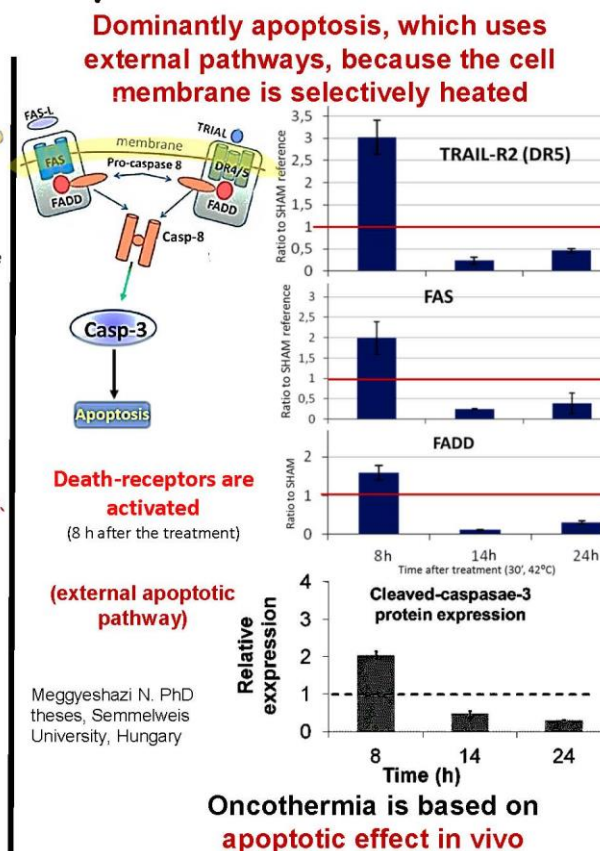 Dominantly apoptosis, which uses
external pathways, because the cell
membrane is selectively heated
FAS-L
membrane
TRIAL
FAS
Pro-caspase 8
DR4/5
FADD
FADD
Casp-8
Casp-3
Apoptosis
Death-receptors are
activated
(8 h after the treatment)
(external apoptotic
pathway)
Meggyeshazi N. PhD
theses, Semmelweis
University, Hungary
TRAIL-R2 (DR5)
Ratio to SHAM reference
3,5
3
2,5
2
1,5
1
0,5
0
FAS
Ratio to SHAM reference
3
2,5
2
1,5
1
0,5
0
FADD
Ratio to SHAM
2
1
0
8h 14h 24h
Time after treatment (30', 42ºC)
Cleaved-caspasae-3
protein expression
Relative
exxpression
4
3
2
1
0
8 14 24
Time (h)
Oncothermia is based on
apoptotic effect in vivo